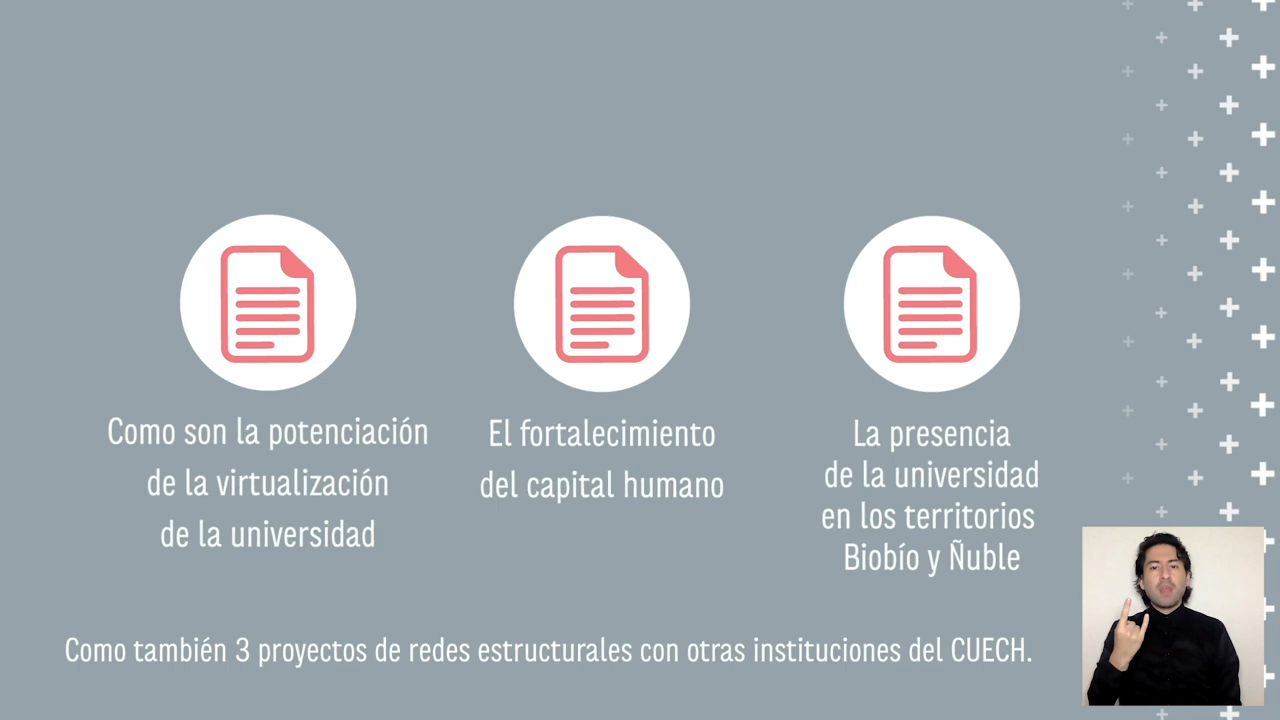 Como son la potenciación
de la virtualización
de la universidad
El fortalecimiento
del capital humano
La presencia
de la universidad
en los territorios
Biobío y Ñuble
Como también 3 proyectos de redes estructurales con otras instituciones del CUECH.